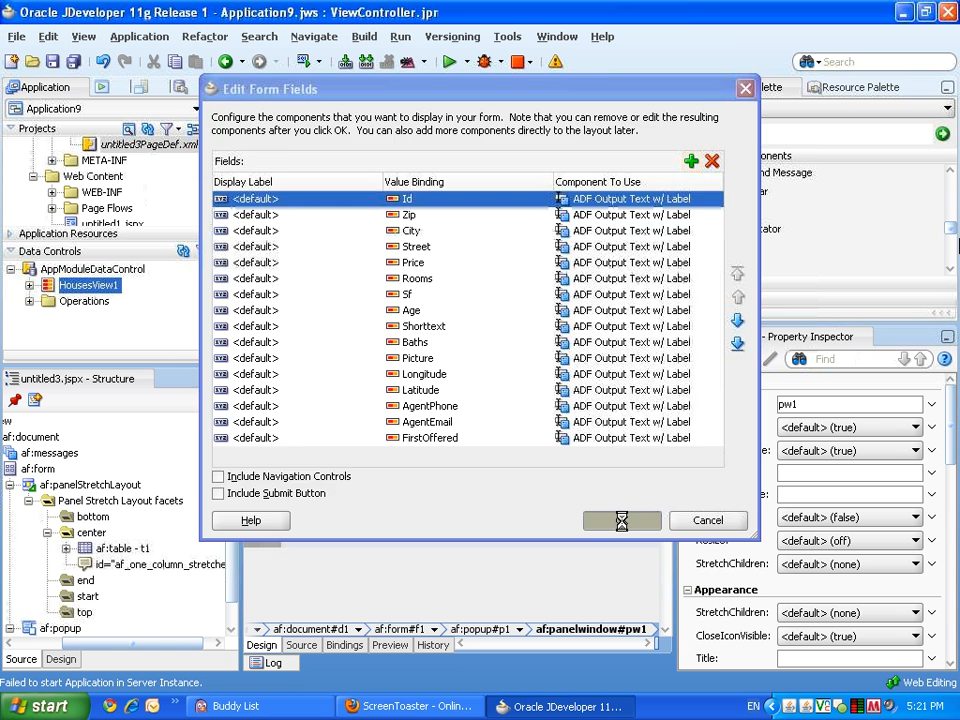 Oracle JDeveloper 11g Release 1 - Application9.jws : ViewController.jpr
File Edit View Application Refactor Search Navigate Build Run Versioning Tools Window Help
Search
Application
Application9
Projects
untitled3PageDef.xml
META-INF
Web Content
WEB-INF
Page Flows
untitled1.jspx
Application Resources
Data Controls
AppModuleDataControl
HousesView1
Operations
untitled3.jspx - Structure
ew
af:document
af:messages
af:form
af:panelStretchLayout
Panel Stretch Layout facets
bottom
center
af:table - t1
id="af_one_column_stretche
end
start
top
af:popup
Source Design
Edit Form Fields
Configure the components that you want to display in your form. Note that you can remove or edit the resulting
components after you click OK. You can also add more components directly to the layout later.
Fields:
Display Label Value Binding Component To Use
<default> Id ADF Output Text w/ Label
<default> Zip ADF Output Text w/ Label
<default> City ADF Output Text w/ Label
<default> Street ADF Output Text w/ Label
<default> Price ADF Output Text w/ Label
<default> Rooms ADF Output Text w/ Label
<default> Sf ADF Output Text w/ Label
<default> Age ADF Output Text w/ Label
<default> Shorttext ADF Output Text w/ Label
<default> Baths ADF Output Text w/ Label
<default> Picture ADF Output Text w/ Label
<default> Longitude ADF Output Text w/ Label
<default> Latitude ADF Output Text w/ Label
<default> AgentPhone ADF Output Text w/ Label
<default> AgentEmail ADF Output Text w/ Label
<default> FirstOffered ADF Output Text w/ Label
Include Navigation Controls
Include Submit Button
Help Cancel
af:document#d1 af:form#f1 af:popup#p1 af:panelwindow#pw1
Design Source Bindings Preview History
Log
lette Resource Palette
onents
nd Message
ar
ator
- Property Inspector
Find
pw1
<default> (true)
e: <default> (true)
e:
<default> (false)
<default> (off)
StretchChildren: <default> (none)
Appearance
StretchChildren: <default> (none)
CloseIconVisible: <default> (true)
Title:
Failed to start Application in Server Instance.
Web Editing
start Buddy List ScreenToaster - Onlin... Oracle JDeveloper 11... EN 5:21 PM